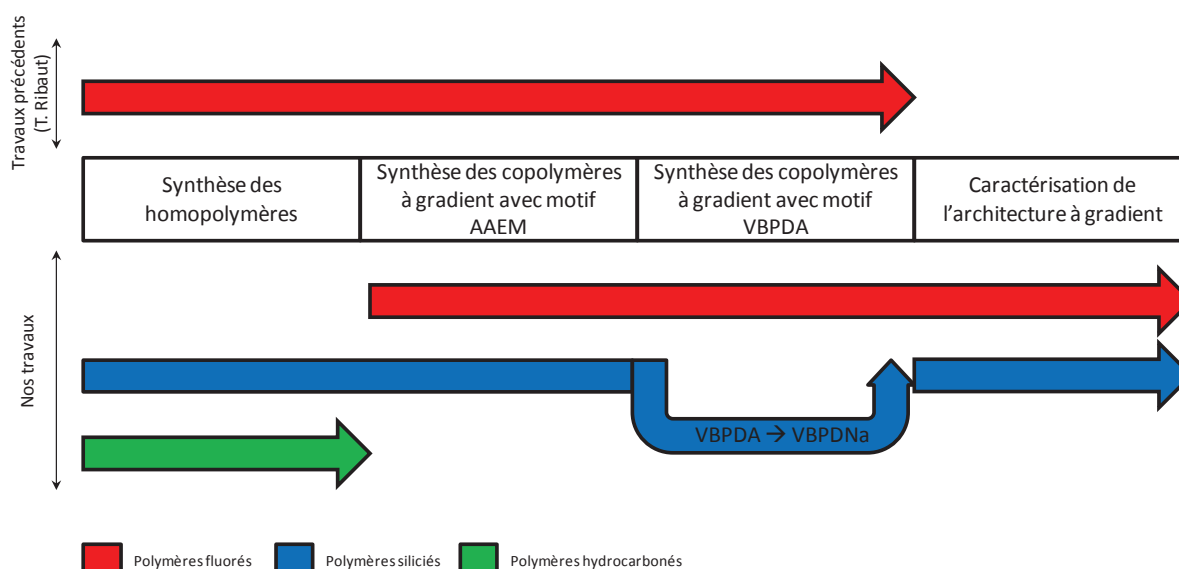 Travaux précédents
(T. Ribaut)
Synthèse des
homopolymères
Synthèse des copolymères
à gradient avec motif
AAEM
Synthèse des copolymères
à gradient avec motif
VBPDA
Caractérisation de
l'architecture à gradient
Nos travaux
VBPDA → VBPDNa
Polymères fluorés
Polymères siliciés
Polymères hydrocarbonés